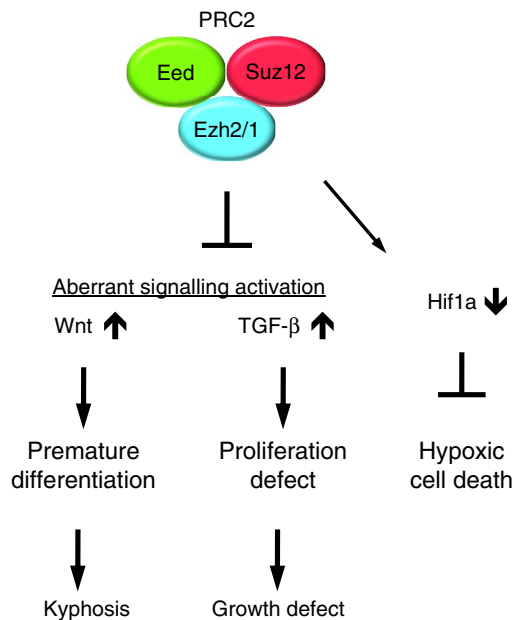 PRC2
Eed
Suz12
Ezh2/1
Aberrant signalling activation
Wnt
TGF-β
Hif1a
Premature
differentiation
Proliferation
defect
Hypoxic
cell death
Kyphosis
Growth defect